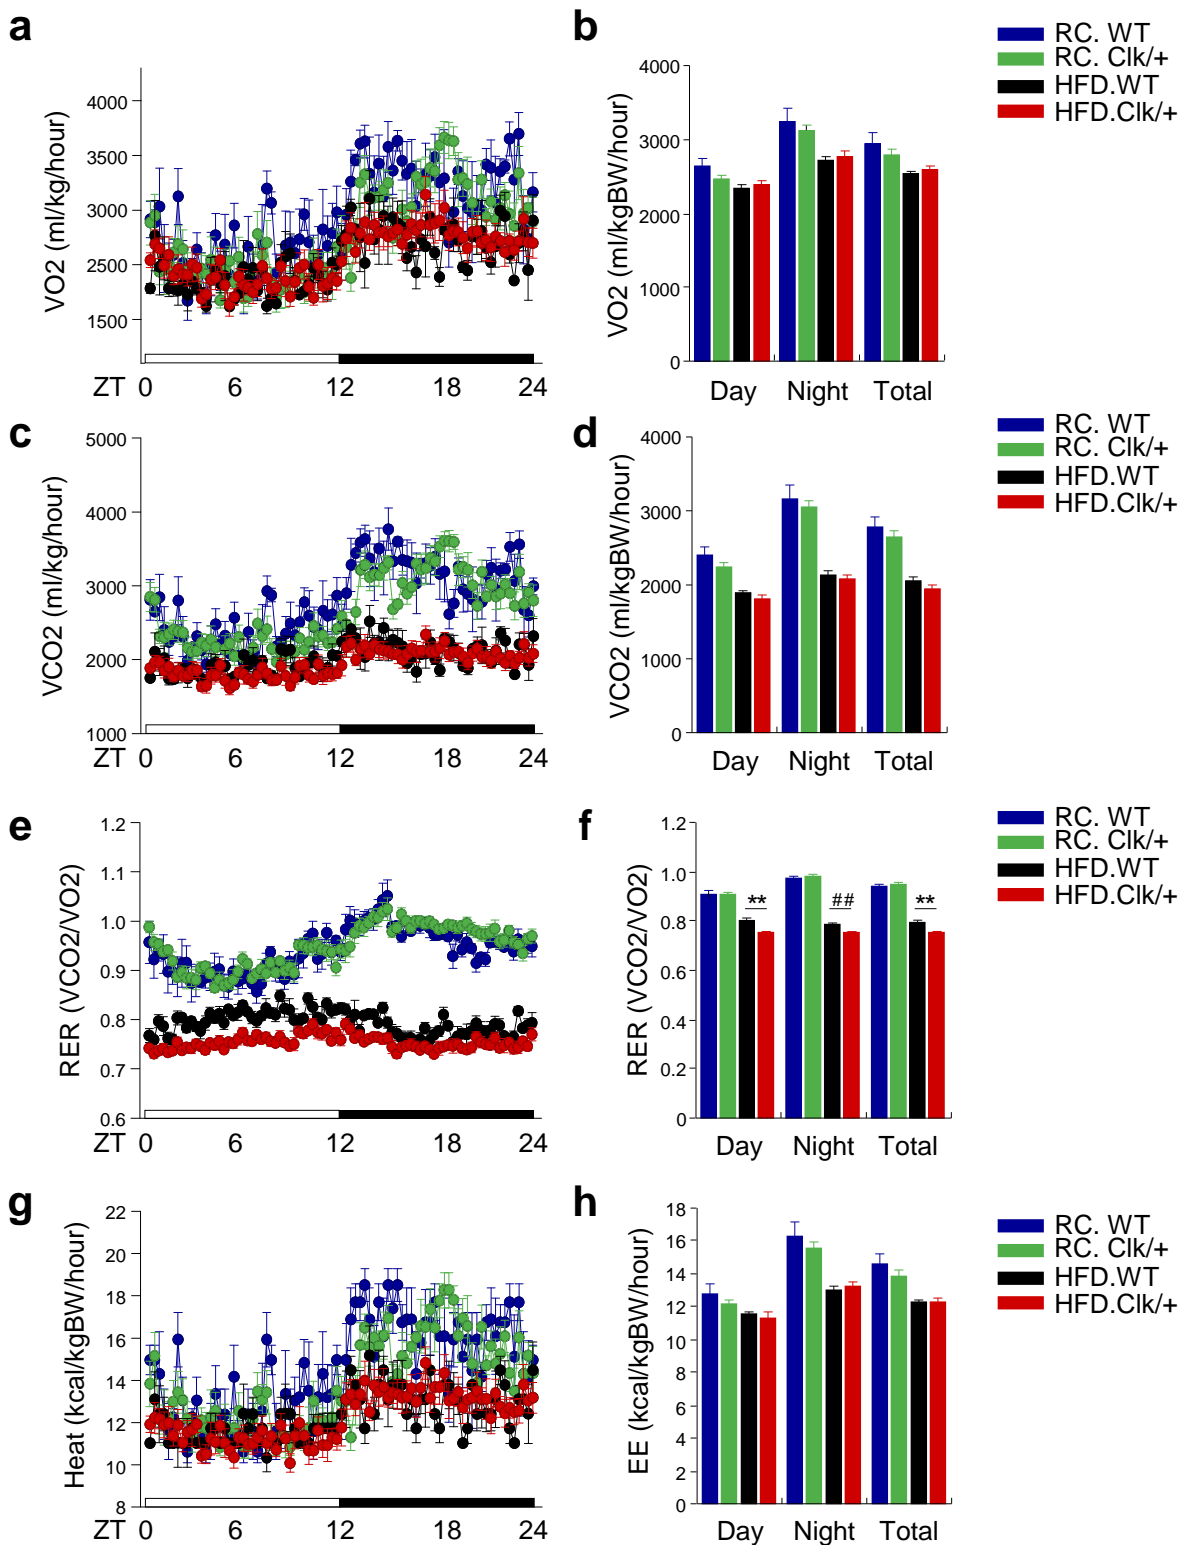 a
VO2 (ml/kg/hour)
4000
3500
3000
2500
1500
ZT 0 6 12 18 24
b
VO2 (ml/kgBW/hour)
4000
3000
2000
1000
0
Day Night Total
RC. WT
RC. Clk/+
HFD.WT
HFD.Clk/+
c
VCO2 (ml/kg/hour)
5000
4000
3000
2000
1000
ZT 0 6 12 18 24
d
VCO2 (ml/kgBW/hour)
4000
3000
2000
1000
0
Day Night Total
RC. WT
RC. Clk/+
HFD.WT
HFD.Clk/+
e
RER (VCO2/VO2)
1.2
1.1
1.0
0.9
0.8
0.7
0.6
ZT 0 6 12 18 24
f
RER (VCO2/VO2)
1.2
1.0
0.8
0.6
0.4
0.2
0
** ## **
Day Night Total
RC. WT
RC. Clk/+
HFD.WT
HFD.Clk/+
g
Heat (kcal/kgBW/hour)
22
20
18
16
14
12
10
8
ZT 0 6 12 18 24
h
EE (kcal/kgBW/hour)
18
16
14
12
10
8
6
4
2
0
Day Night Total
RC. WT
RC. Clk/+
HFD.WT
HFD.Clk/+